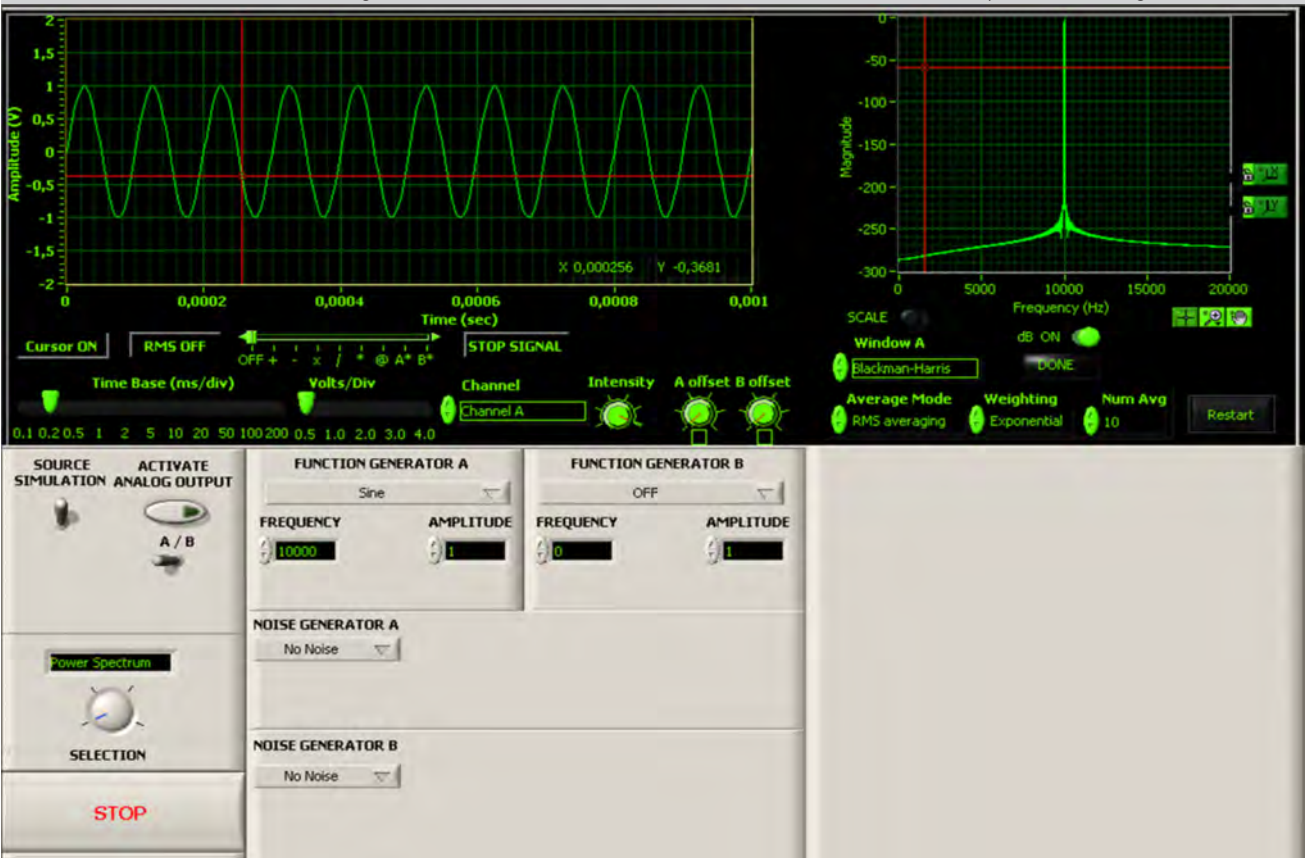 2
1,5
1
0,5
0
-0,5
-1
-1,5
-2
Amplitude (V)
X 0,000256 Y -0,3681
0 0,0002 0,0004 0,0006 0,0008 0,001
Time (sec)
0
-50
-100
-150
-200
-250
-300
Magnitude
0 5000 10000 15000 20000
Frequency (Hz)
Cursor ON
RMS OFF
OFF + - x / * @ A* B*
STOP SIGNAL
SCALE
dB ON
Window A
Blackman-Harris
DONE
Time Base (ms/div)
0.1 0.2 0.5 1 2 5 10 20 50 100 200
Volts/Div
0.5 1.0 2.0 3.0 4.0
Channel
Channel A
Intensity
A offset B offset
Average Mode
RMS averaging
Weighting
Exponential
Num Avg
10
Restart
SOURCE SIMULATION
ACTIVATE ANALOG OUTPUT
A / B
FUNCTION GENERATOR A
Sine
FREQUENCY AMPLITUDE
10000 1
FUNCTION GENERATOR B
OFF
FREQUENCY AMPLITUDE
0 1
NOISE GENERATOR A
No Noise
Power Spectrum
SELECTION
NOISE GENERATOR B
No Noise
STOP